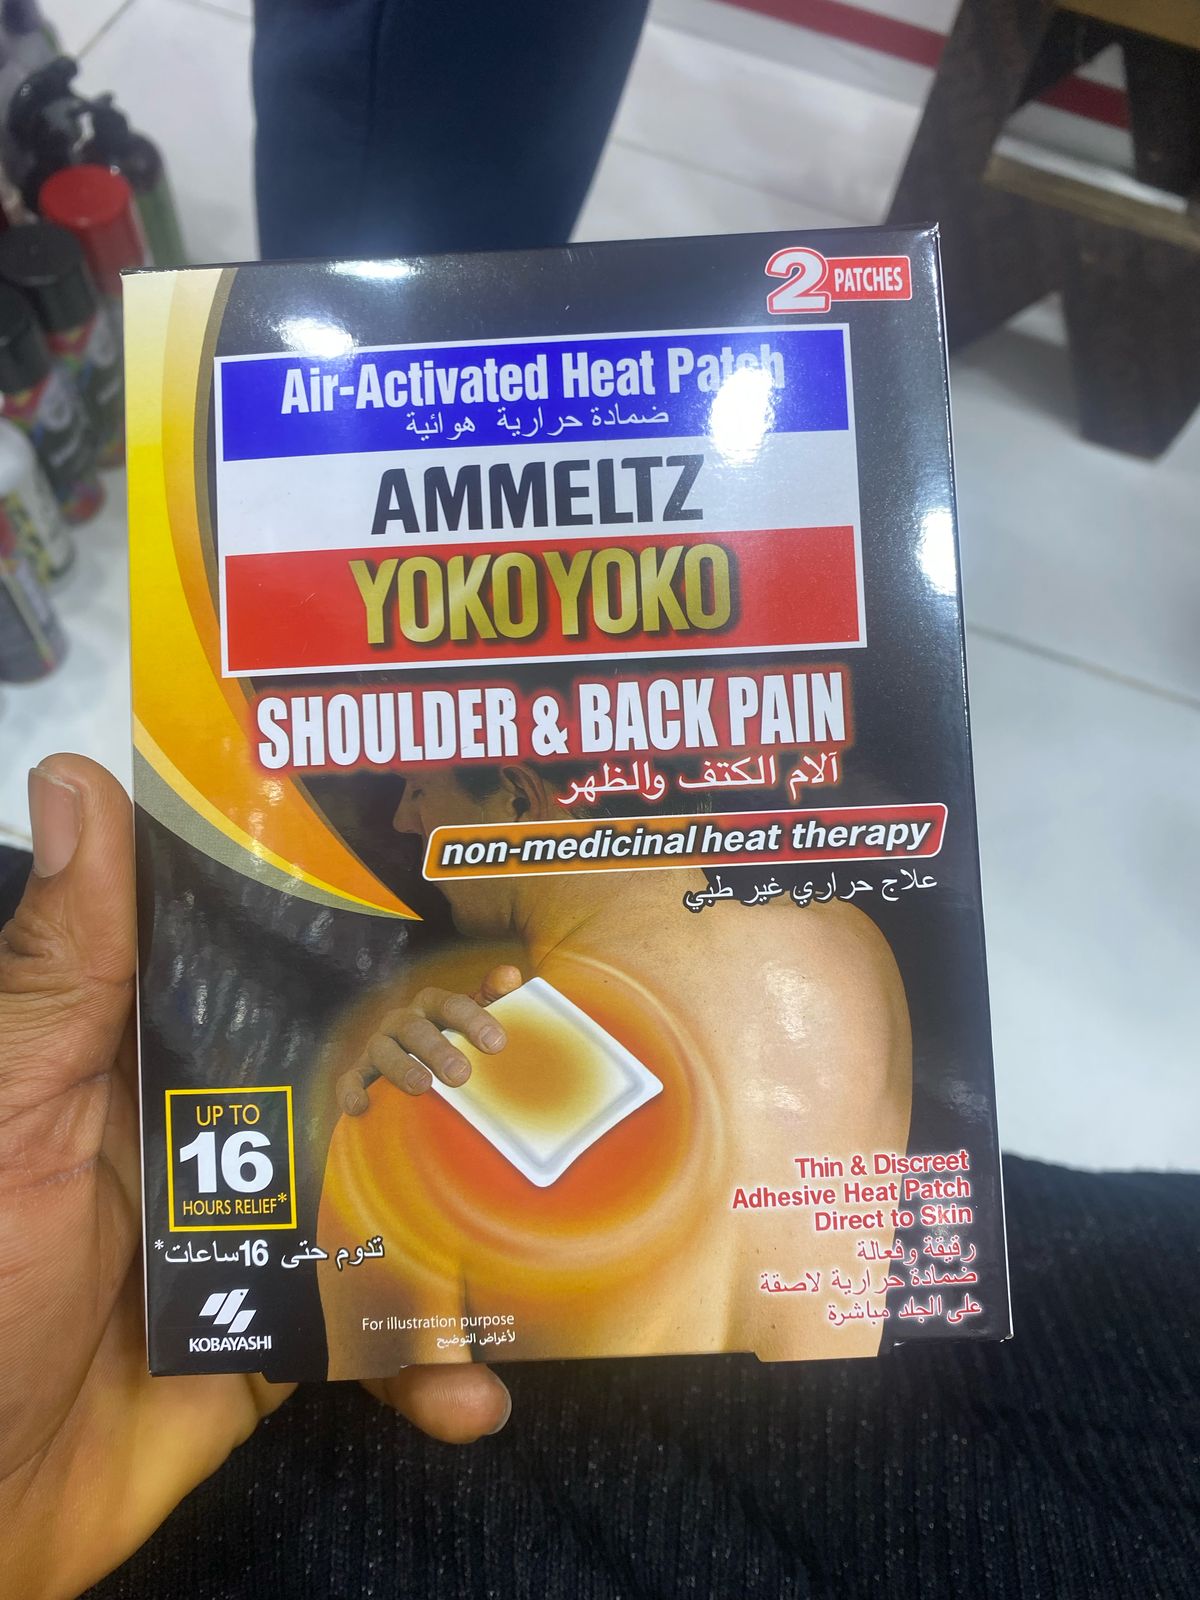 2 PATCHES
Air-Activated Heat Patch
ضمادة حرارية هوائية
AMMELTZ
YOKO YOKO
SHOULDER & BACK PAIN
آلام الكتف والظهر
non-medicinal heat therapy
علاج حراري غير طبي
UP TO
16
HOURS RELIEF*
تدوم حتى 16ساعات*
Thin & Discreet
Adhesive Heat Patch
Direct to Skin
رقيقة وفعالة
ضمادة حرارية لاصقة
على الجلد مباشرة
KOBAYASHI
For illustration purpose
لأغراض التوضيح